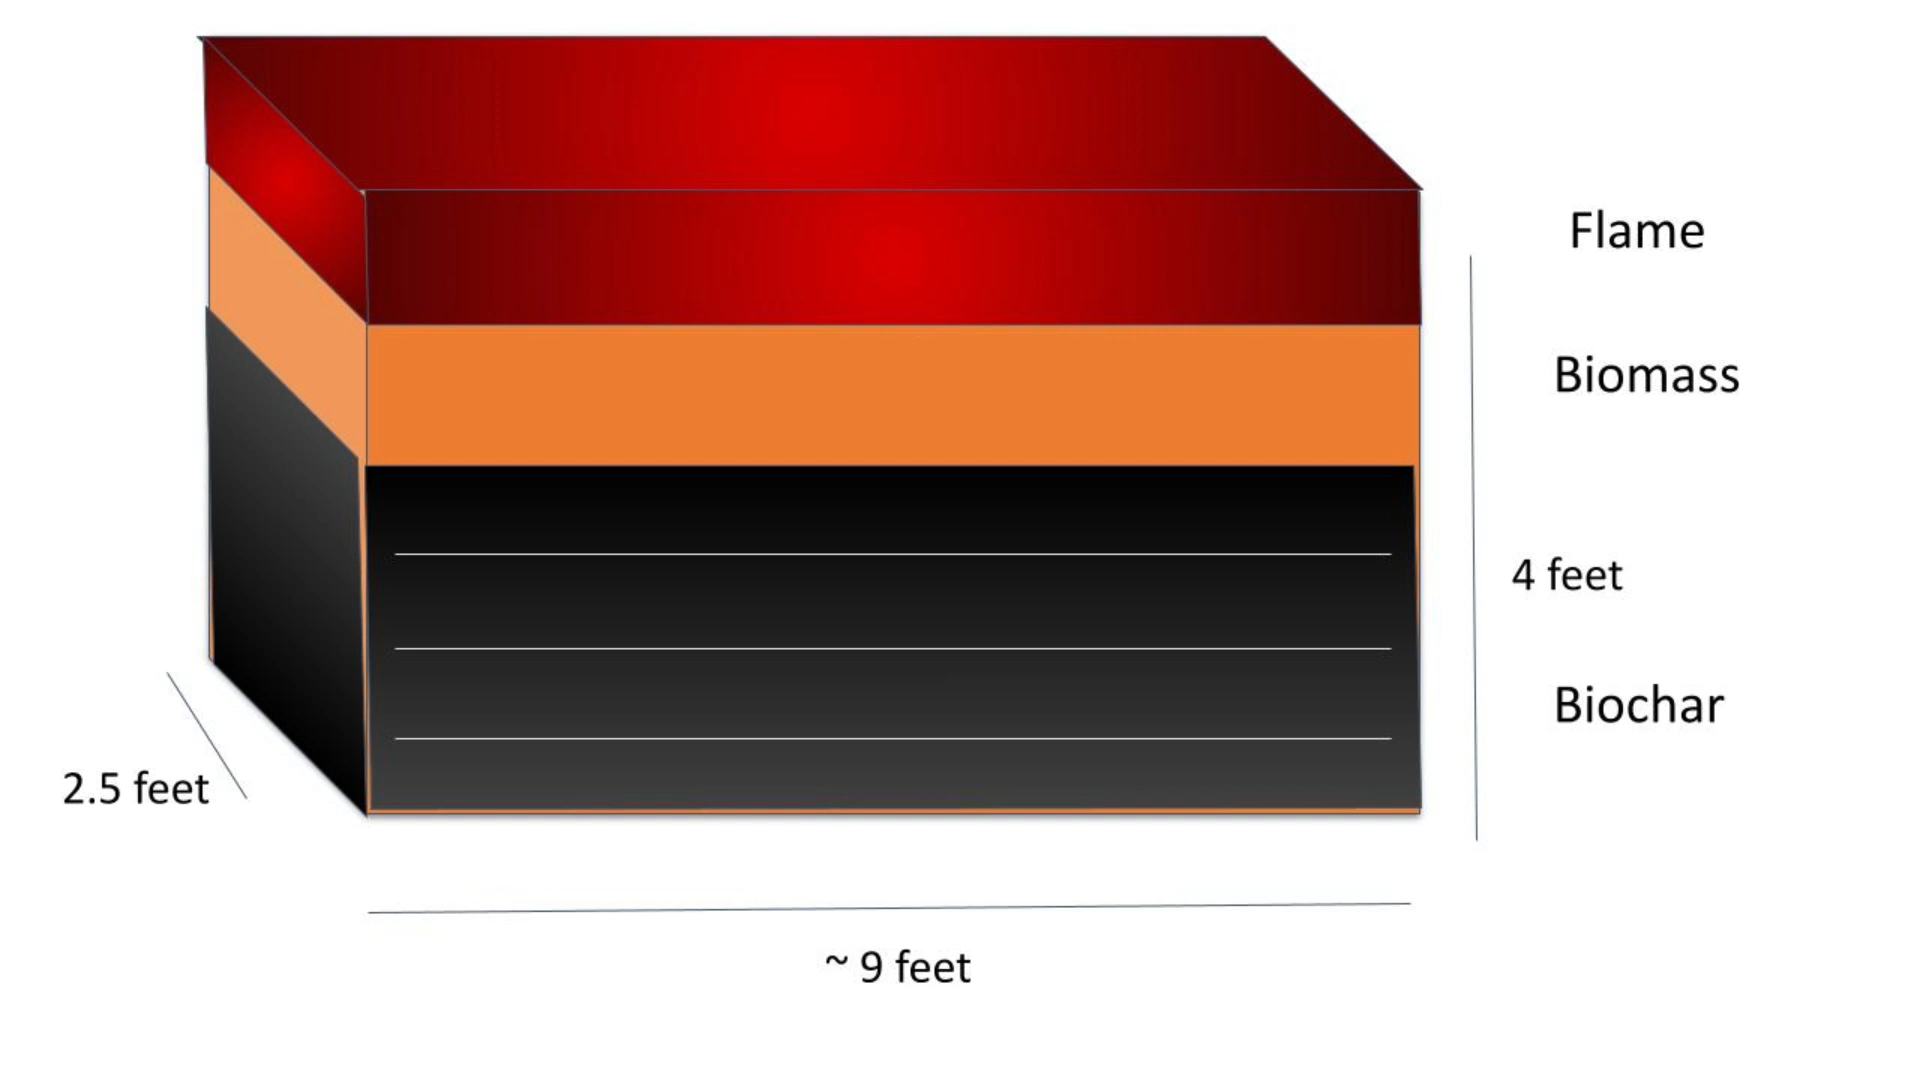 Flame
Biomass
4 feet
Biochar
2.5 feet
~ 9 feet